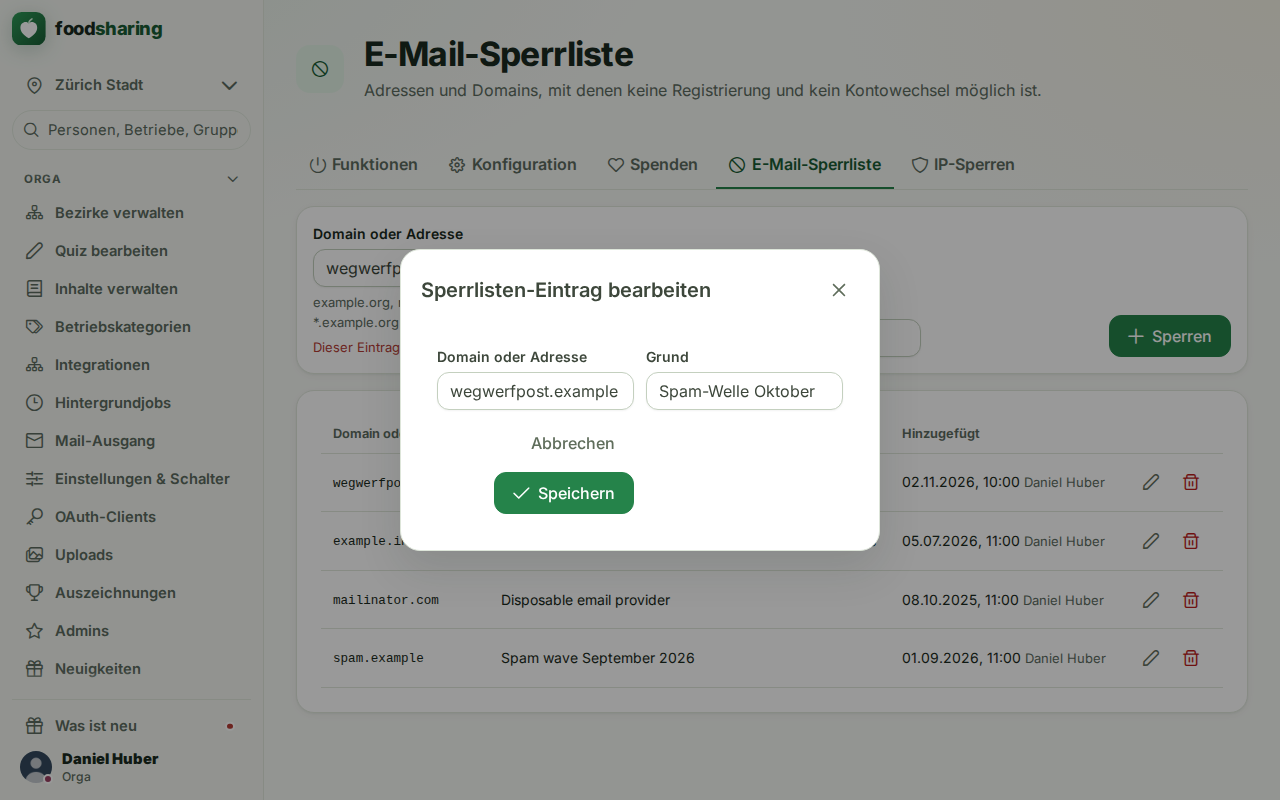 foodsharing
Zürich Stadt
Personen, Betriebe, Grupp
ORGA
Bezirke verwalten
Quiz bearbeiten
Inhalte verwalten
Betriebskategorien
Integrationen
Hintergrundjobs
Mail-Ausgang
Einstellungen & Schalter
OAuth-Clients
Uploads
Auszeichnungen
Admins
Neuigkeiten
Was ist neu
Daniel Huber
Orga
E-Mail-Sperrliste
Adressen und Domains, mit denen keine Registrierung und kein Kontowechsel möglich ist.
Funktionen Konfiguration Spenden E-Mail-Sperrliste IP-Sperren
Domain oder Adresse
wegwerfp
example.org,
*.example.org
Dieser Eintrag
Sperren
Sperrlisten-Eintrag bearbeiten
Domain oder Adresse Grund
wegwerfpost.example Spam-Welle Oktober
Abbrechen
Speichern
Domain od Hinzugefügt
wegwerfpo 02.11.2026, 10:00 Daniel Huber
example.i 05.07.2026, 11:00 Daniel Huber
mailinator.com Disposable email provider 08.10.2025, 11:00 Daniel Huber
spam.example Spam wave September 2026 01.09.2026, 11:00 Daniel Huber